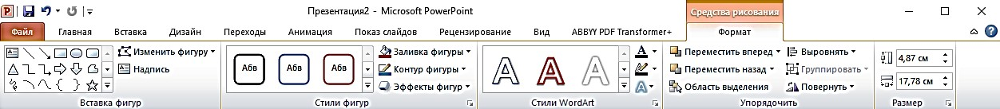 Презентация2 - Microsoft PowerPoint
Средства рисования
Файл Главная Вставка Дизайн Переходы Анимация Показ слайдов Рецензирование Вид ABBYY PDF Transformer+ Формат
Изменить фигуру
Надпись
Вставка фигур
Абв Абв Абв
Заливка фигуры
Контур фигуры
Эффекты фигур
Стили фигур
A A A
Стили WordArt
Переместить вперед
Переместить назад
Область выделения
Выровнять
Группировать
Повернуть
Упорядочить
4,87 см
17,78 см
Размер